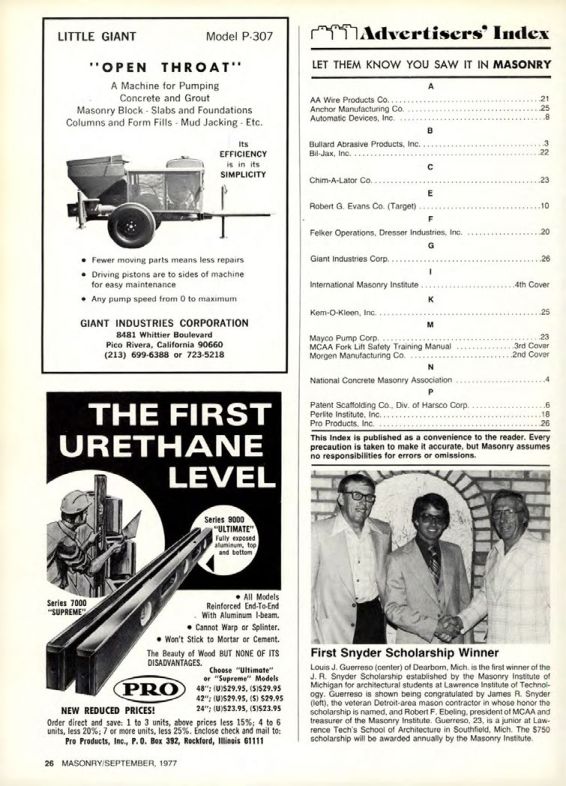 LITTLE GIANT Model P-307
"OPEN THROAT"
A Machine for Pumping
Concrete and Grout
Masonry Block - Slabs and Foundations
Columns and Form Fills - Mud Jacking - Etc.
Its
EFFICIENCY
is in its
SIMPLICITY
• Fewer moving parts means less repairs
• Driving pistons are to sides of machine
for easy maintenance
• Any pump speed from 0 to maximum
GIANT INDUSTRIES CORPORATION
8481 Whittier Boulevard
Pico Rivera, California 90660
(213) 699-6388 or 723-5218
THE FIRST
URETHANE
LEVEL
Series 9000
"ULTIMATE"
Fully exposed
aluminum, top
and bottom
Series 7000
"SUPREME"
• All Models
Reinforced End-To-End
With Aluminum I-beam.
• Cannot Warp or Splinter.
• Won't Stick to Mortar or Cement.
The Beauty of Wood BUT NONE OF ITS
DISADVANTAGES.
Choose "Ultimate"
or "Supreme" Models
48"; (U)$29.95, (S)$29.95
42"; (U)$29.95, (S) $29.95
24"; (U)$23.95, (S)$23.95
PRO
NEW REDUCED PRICES!
Order direct and save: 1 to 3 units, above prices less 15%; 4 to 6
units, less 20%; 7 or more units, less 25%. Enclose check and mail to:
Pro Products, Inc., P. O. Box 392, Rockford, Illinois 61111
Advertisers' Index
LET THEM KNOW YOU SAW IT IN MASONRY
A
AA Wire Products Co. 21
Anchor Manufacturing Co. 25
Automatic Devices, Inc. 8
B
Bullard Abrasive Products, Inc. 3
Bil-Jax, Inc. 22
C
Chim-A-Lator Co. 23
E
Robert G. Evans Co. (Target) 10
F
Felker Operations, Dresser Industries, Inc. 20
G
Giant Industries Corp. 26
I
International Masonry Institute 4th Cover
K
Kem-O-Kleen, Inc. 25
M
Mayco Pump Corp. 23
MCAA Fork Lift Safety Training Manual 3rd Cover
Morgen Manufacturing Co. 2nd Cover
N
National Concrete Masonry Association 4
P
Patent Scaffolding Co., Div. of Harsco Corp. 6
Perlite Institute, Inc. 18
Pro Products, Inc. 26
This Index is published as a convenience to the reader. Every
precaution is taken to make it accurate, but Masonry assumes
no responsibilities for errors or omissions.
First Snyder Scholarship Winner
Louis J. Guerreso (center) of Dearborn, Mich. is the first winner of the
J. R. Snyder Scholarship established by the Masonry Institute of
Michigan for architectural students at Lawrence Institute of Technol-
ogy. Guerreso is shown being congratulated by James R. Snyder
(left), the veteran Detroit-area mason contractor in whose honor the
scholarship is named, and Robert F. Ebeling, president of MCAA and
treasurer of the Masonry Institute. Guerreso, 23, is a junior at Law-
rence Tech's School of Architecture in Southfield, Mich. The $750
scholarship will be awarded annually by the Masonry Institute.
26 MASONRY/SEPTEMBER, 1977